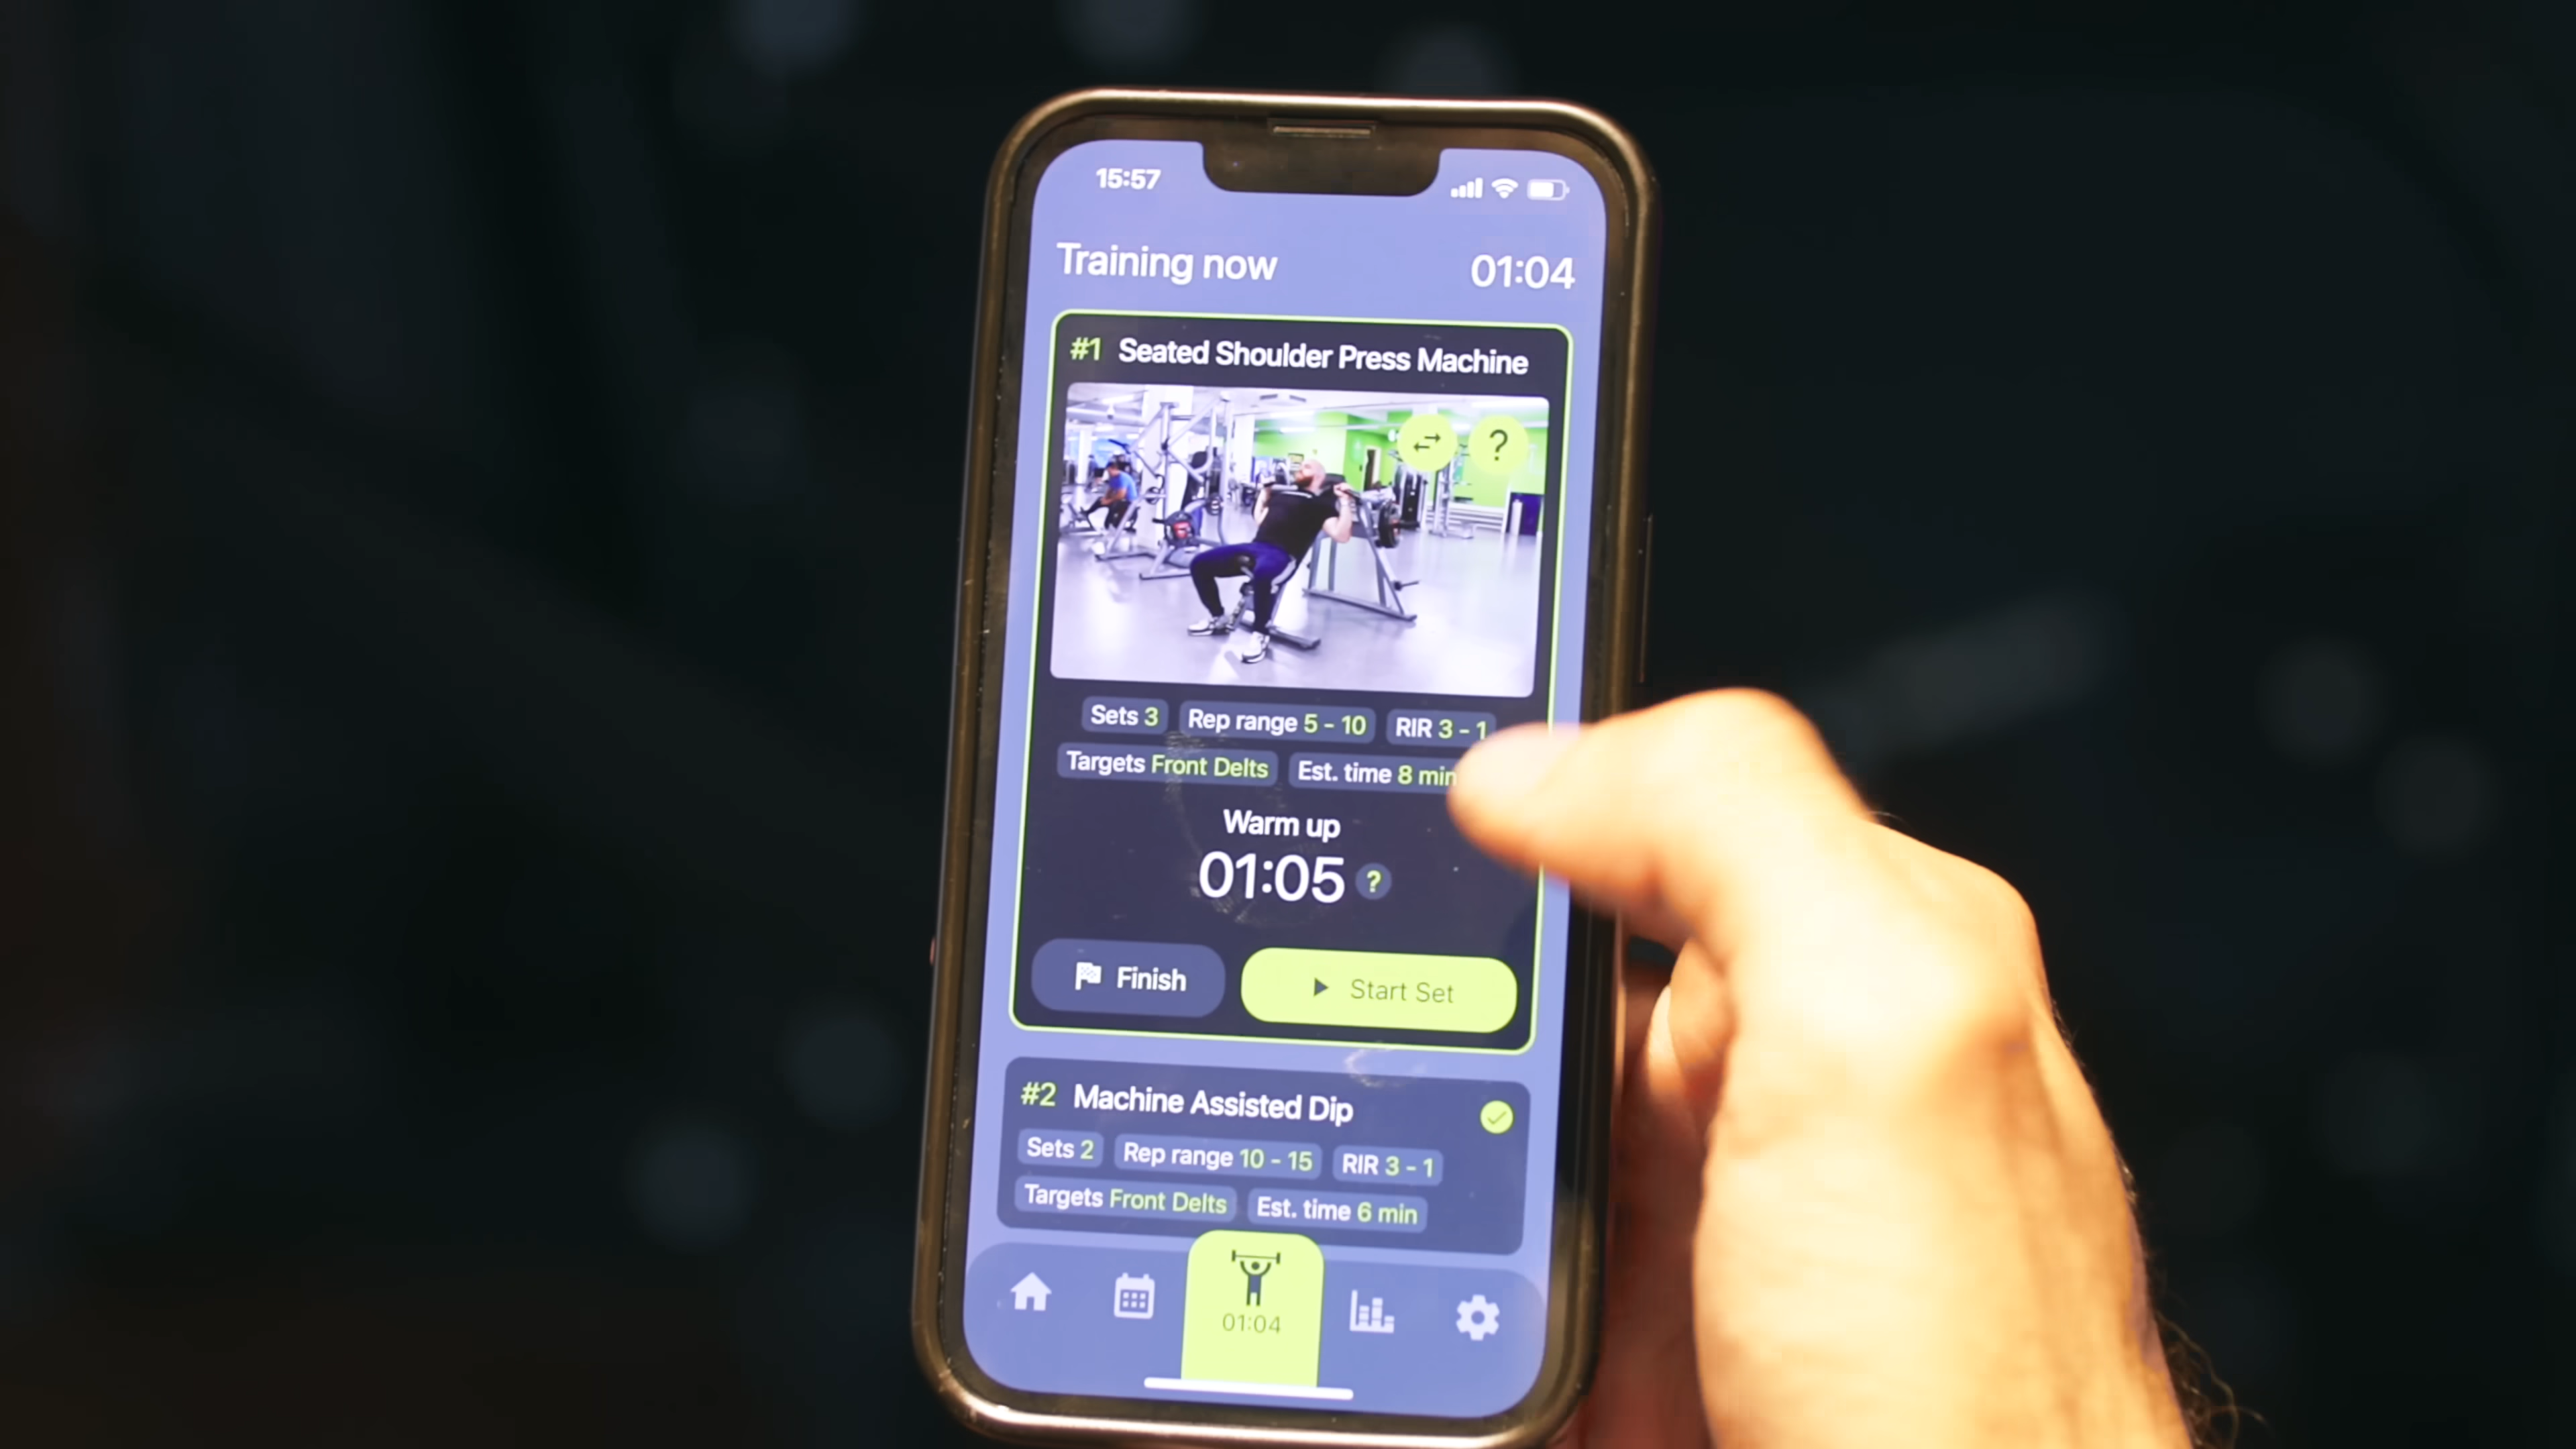 15:57
Training now 01:04
#1 Seated Shoulder Press Machine
?
Sets 3 Rep range 5 - 10 RIR 3 - 1
Targets Front Delts Est. time 8 min
Warm up
01:05 ?
Finish Start Set
#2 Machine Assisted Dip
Sets 2 Rep range 10 - 15 RIR 3 - 1
Targets Front Delts Est. time 6 min
01:04